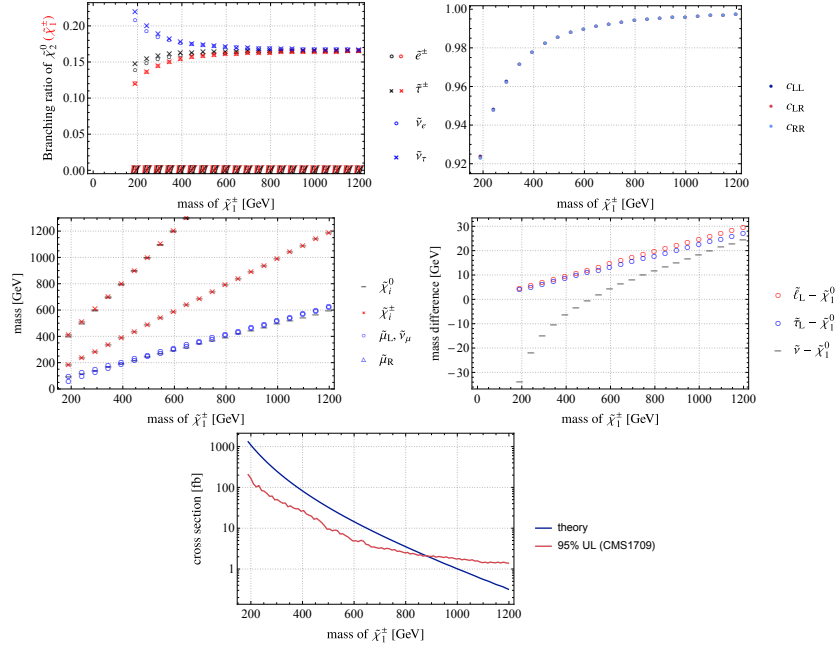 Branching ratio of χ̃₂⁰ (χ̃₁^±)
0.20
0.15
0.10
0.05
0.00
0 200 400 600 800 1000 1200
mass of χ̃₁^± [GeV]
ẽ^±
τ̃^±
ν̃_e
ν̃_τ
1.00
0.98
0.96
0.94
0.92
200 400 600 800 1000 1200
mass of χ̃₁^± [GeV]
c_LL
c_LR
c_RR
mass [GeV]
1200
1000
800
600
400
200
0
200 400 600 800 1000 1200
mass of χ̃₁^± [GeV]
χ̃ᵢ⁰
χ̃ᵢ^±
μ̃_L, ν̃_μ
μ̃_R
mass difference [GeV]
30
20
10
0
−10
−20
−30
0 200 400 600 800 1000 1200
mass of χ̃₁^± [GeV]
ℓ̃_L − χ̃₁⁰
τ̃_L − χ̃₁⁰
ν̃ − χ̃₁⁰
cross section [fb]
1000
100
10
1
200 400 600 800 1000 1200
mass of χ̃₁^± [GeV]
theory
95% UL (CMS1709)